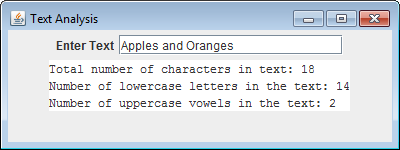 Text Analysis
Enter Text Apples and Oranges
Total number of characters in text: 18
Number of lowercase letters in the text: 14
Number of uppercase vowels in text: 2